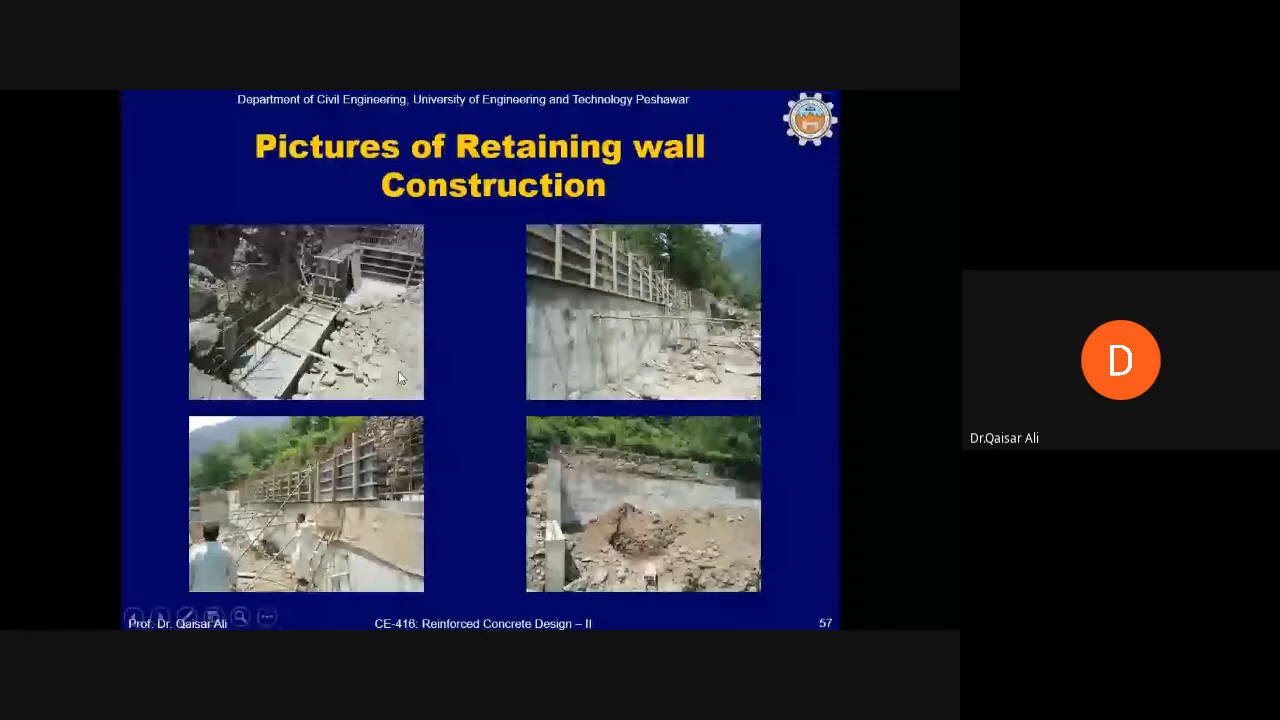 Department of Civil Engineering, University of Engineering and Technology Peshawar
Pictures of Retaining wall
Construction
D
Dr.Qaisar Ali
Prof. Dr. Qaisar Ali
CE-416: Reinforced Concrete Design – II
57